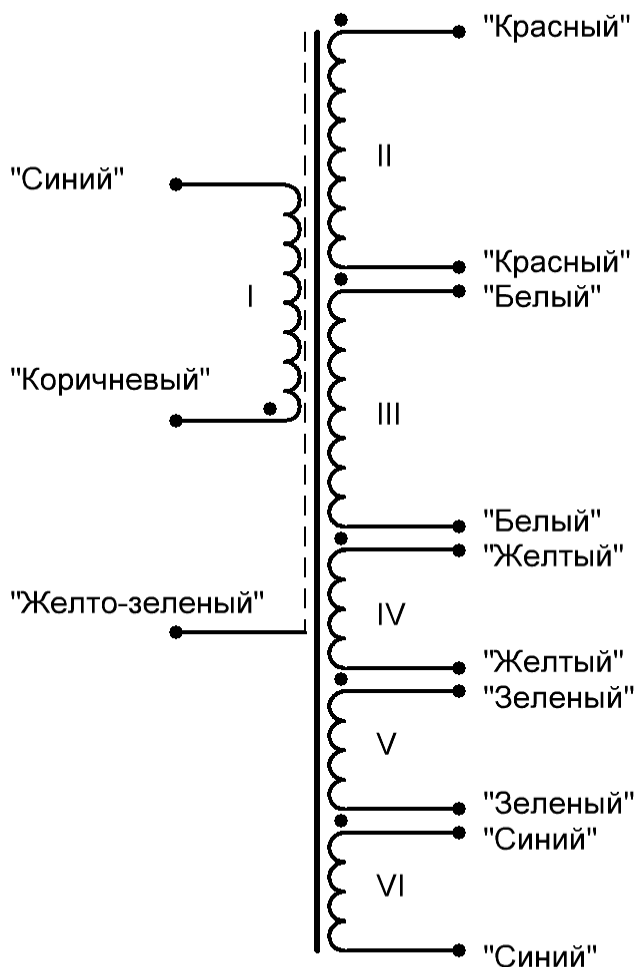 "Красный"
II
"Синий"
"Красный"
"Белый"
I
"Коричневый"
III
"Белый"
"Желтый"
"Желто-зеленый"
IV
"Желтый"
"Зеленый"
V
"Зеленый"
"Синий"
VI
"Синий"